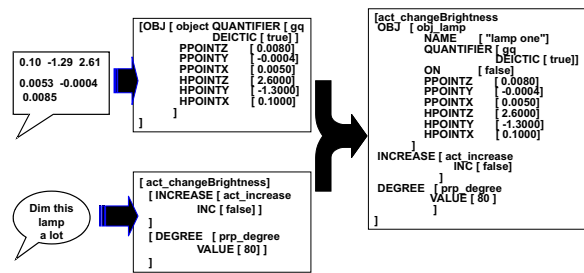 0.10 -1.29 2.61
0.0053 -0.0004
0.0085
[OBJ [ object QUANTIFIER [ gq
DEICTIC [ true]]
PPOINTZ [ 0.0080]
PPOINTY [ -0.0004]
PPOINTX [ 0.0050]
HPOINTZ [ 2.6000]
HPOINTY [ -1.3000]
HPOINTX [ 0.1000]
]
]
Dim this
lamp
a lot
[ act_changeBrightness]
[ INCREASE [ act_increase
INC [ false] ]
]
[ DEGREE [ prp_degree
VALUE [ 80] ]
]
[act_changeBrightness
OBJ [ obj_lamp
NAME [ "lamp one"]
QUANTIFIER [ gq
DEICTIC [ true]]
ON [ false]
PPOINTZ [ 0.0080]
PPOINTY [ -0.0004]
PPOINTX [ 0.0050]
HPOINTZ [ 2.6000]
HPOINTY [ -1.3000]
HPOINTX [ 0.1000]
]
INCREASE [ act_increase
INC [ false]
]
DEGREE [ prp_degree
VALUE [ 80 ]
]
]